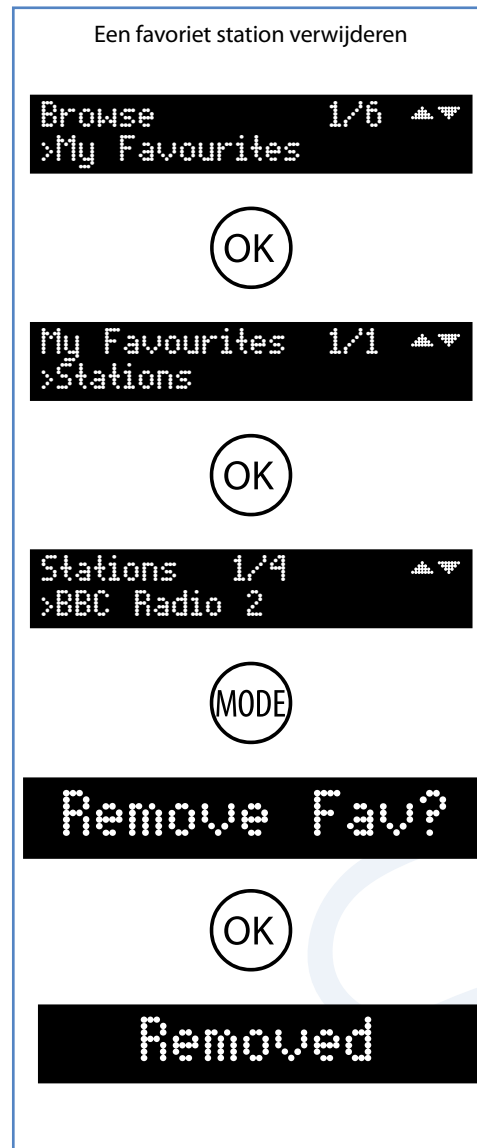 Een favoriet station verwijderen
Browse 1/6
>My Favourites
OK
My Favourites 1/1
>Stations
OK
Stations 1/4
>BBC Radio 2
MODE
Remove Fav?
OK
Removed